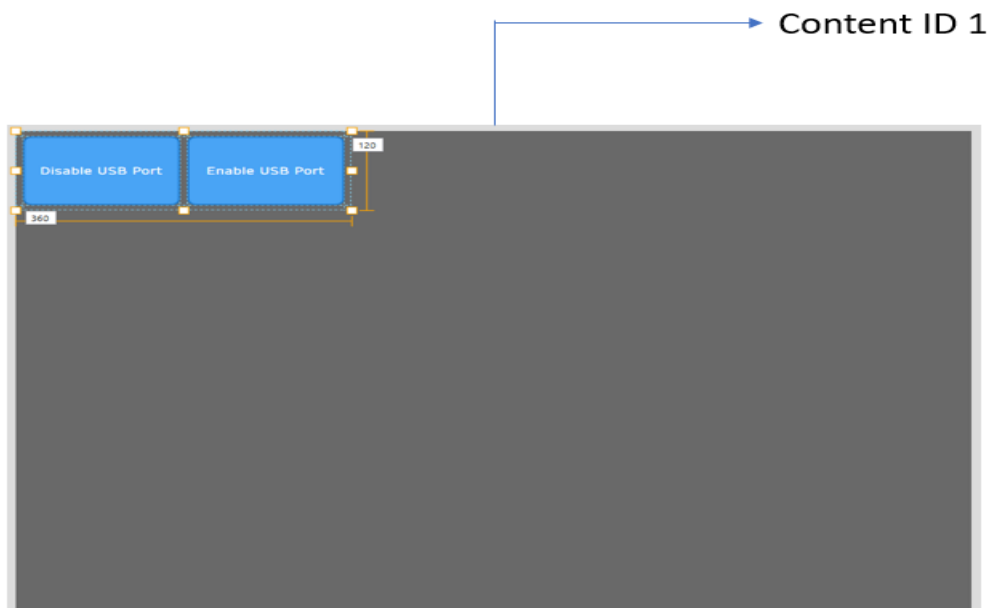 Content ID 1
120
Disable USB Port
Enable USB Port
360